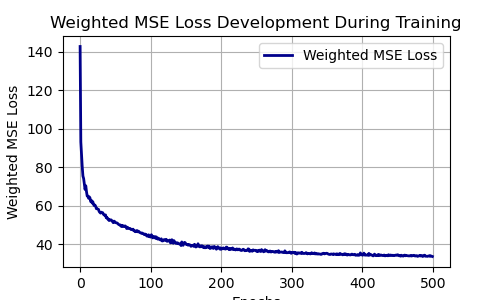 Weighted MSE Loss Development During Training
Weighted MSE Loss
Weighted MSE Loss
140
120
100
80
60
40
0 100 200 300 400 500
Epochs